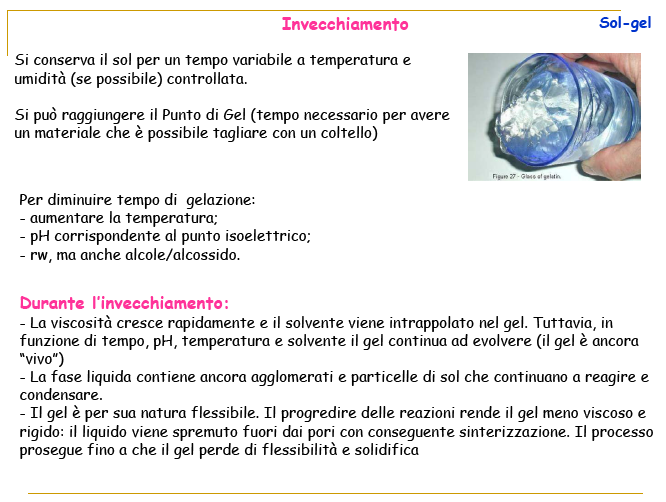 Invecchiamento
Sol-gel
Si conserva il sol per un tempo variabile a temperatura e
umidità (se possibile) controllata.
Si può raggiungere il Punto di Gel (tempo necessario per avere
un materiale che è possibile tagliare con un coltello)
Figure 27 - Glass of gelatin.
Per diminuire tempo di  gelazione:
- aumentare la temperatura;
- pH corrispondente al punto isoelettrico;
- rw, ma anche alcole/alcossido.
Durante l'invecchiamento:
- La viscosità cresce rapidamente e il solvente viene intrappolato nel gel. Tuttavia, in
funzione di tempo, pH, temperatura e solvente il gel continua ad evolvere (il gel è ancora
“vivo”)
- La fase liquida contiene ancora agglomerati e particelle di sol che continuano a reagire e
condensare.
- Il gel è per sua natura flessibile. Il progredire delle reazioni rende il gel meno viscoso e
rigido: il liquido viene spremuto fuori dai pori con conseguente sinterizzazione. Il processo
prosegue fino a che il gel perde di flessibilità e solidifica